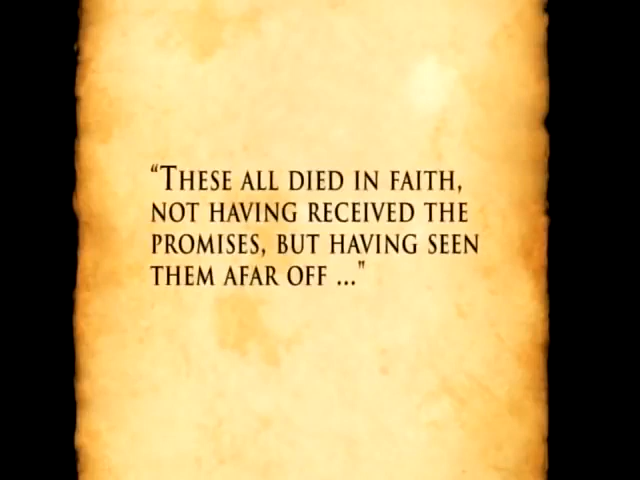 “These all died in faith,
not having received the
promises, but having seen
them afar off ..."